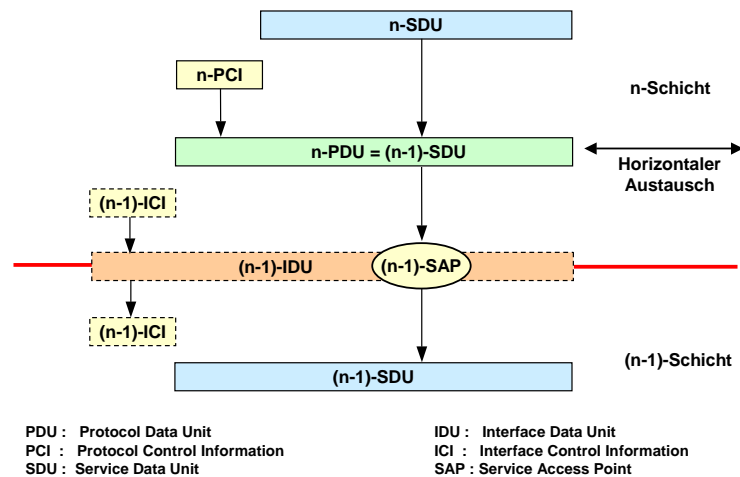 n-SDU
n-PCI
n-Schicht
n-PDU = (n-1)-SDU
Horizontaler
Austausch
(n-1)-ICI
(n-1)-IDU
(n-1)-SAP
(n-1)-ICI
(n-1)-Schicht
(n-1)-SDU
PDU : Protocol Data Unit
PCI : Protocol Control Information
SDU : Service Data Unit
IDU : Interface Data Unit
ICI : Interface Control Information
SAP : Service Access Point